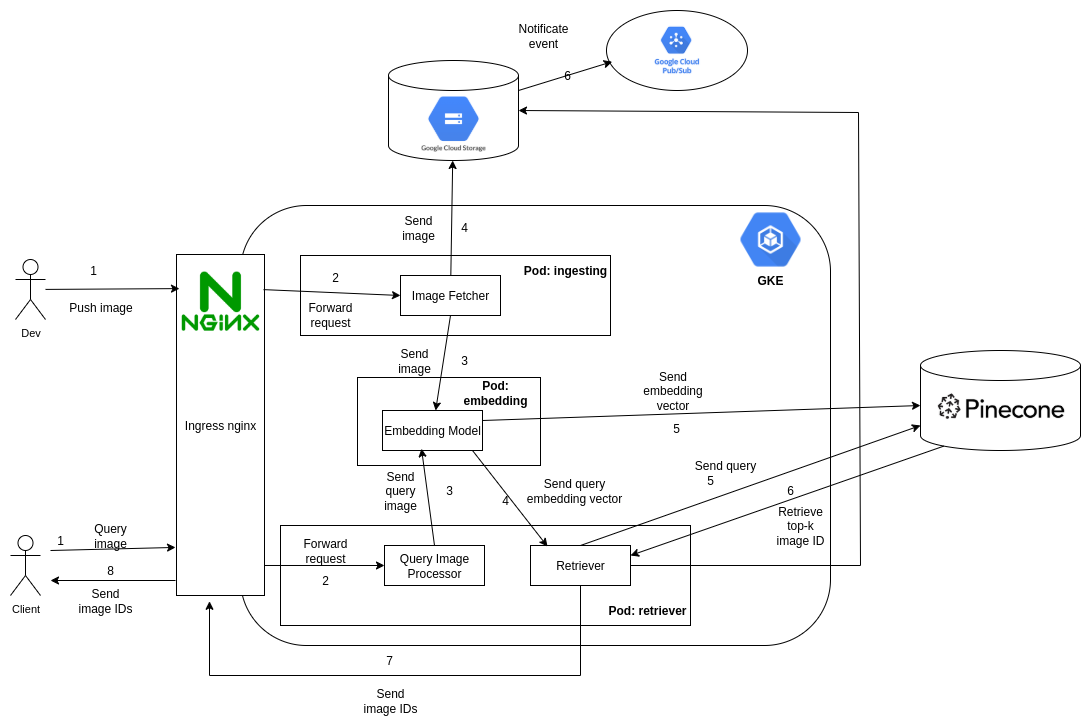 Notificate
event
Google Cloud
Pub/Sub
6
Google Cloud Storage
Send
image
4
GKE
Pod: ingesting
1
Push image
Dev
NGINX
2
Forward
request
Image Fetcher
Send
image
3
Pod:
embedding
Embedding Model
Send
embedding
vector
5
Pinecone
Ingress nginx
Send
query
image
3
4
Send query
embedding vector
Send query
5
6
Retrieve
top-k
image ID
Query
image
1
8
Send
image IDs
Client
Forward
request
2
Query Image
Processor
Retriever
Pod: retriever
7
Send
image IDs